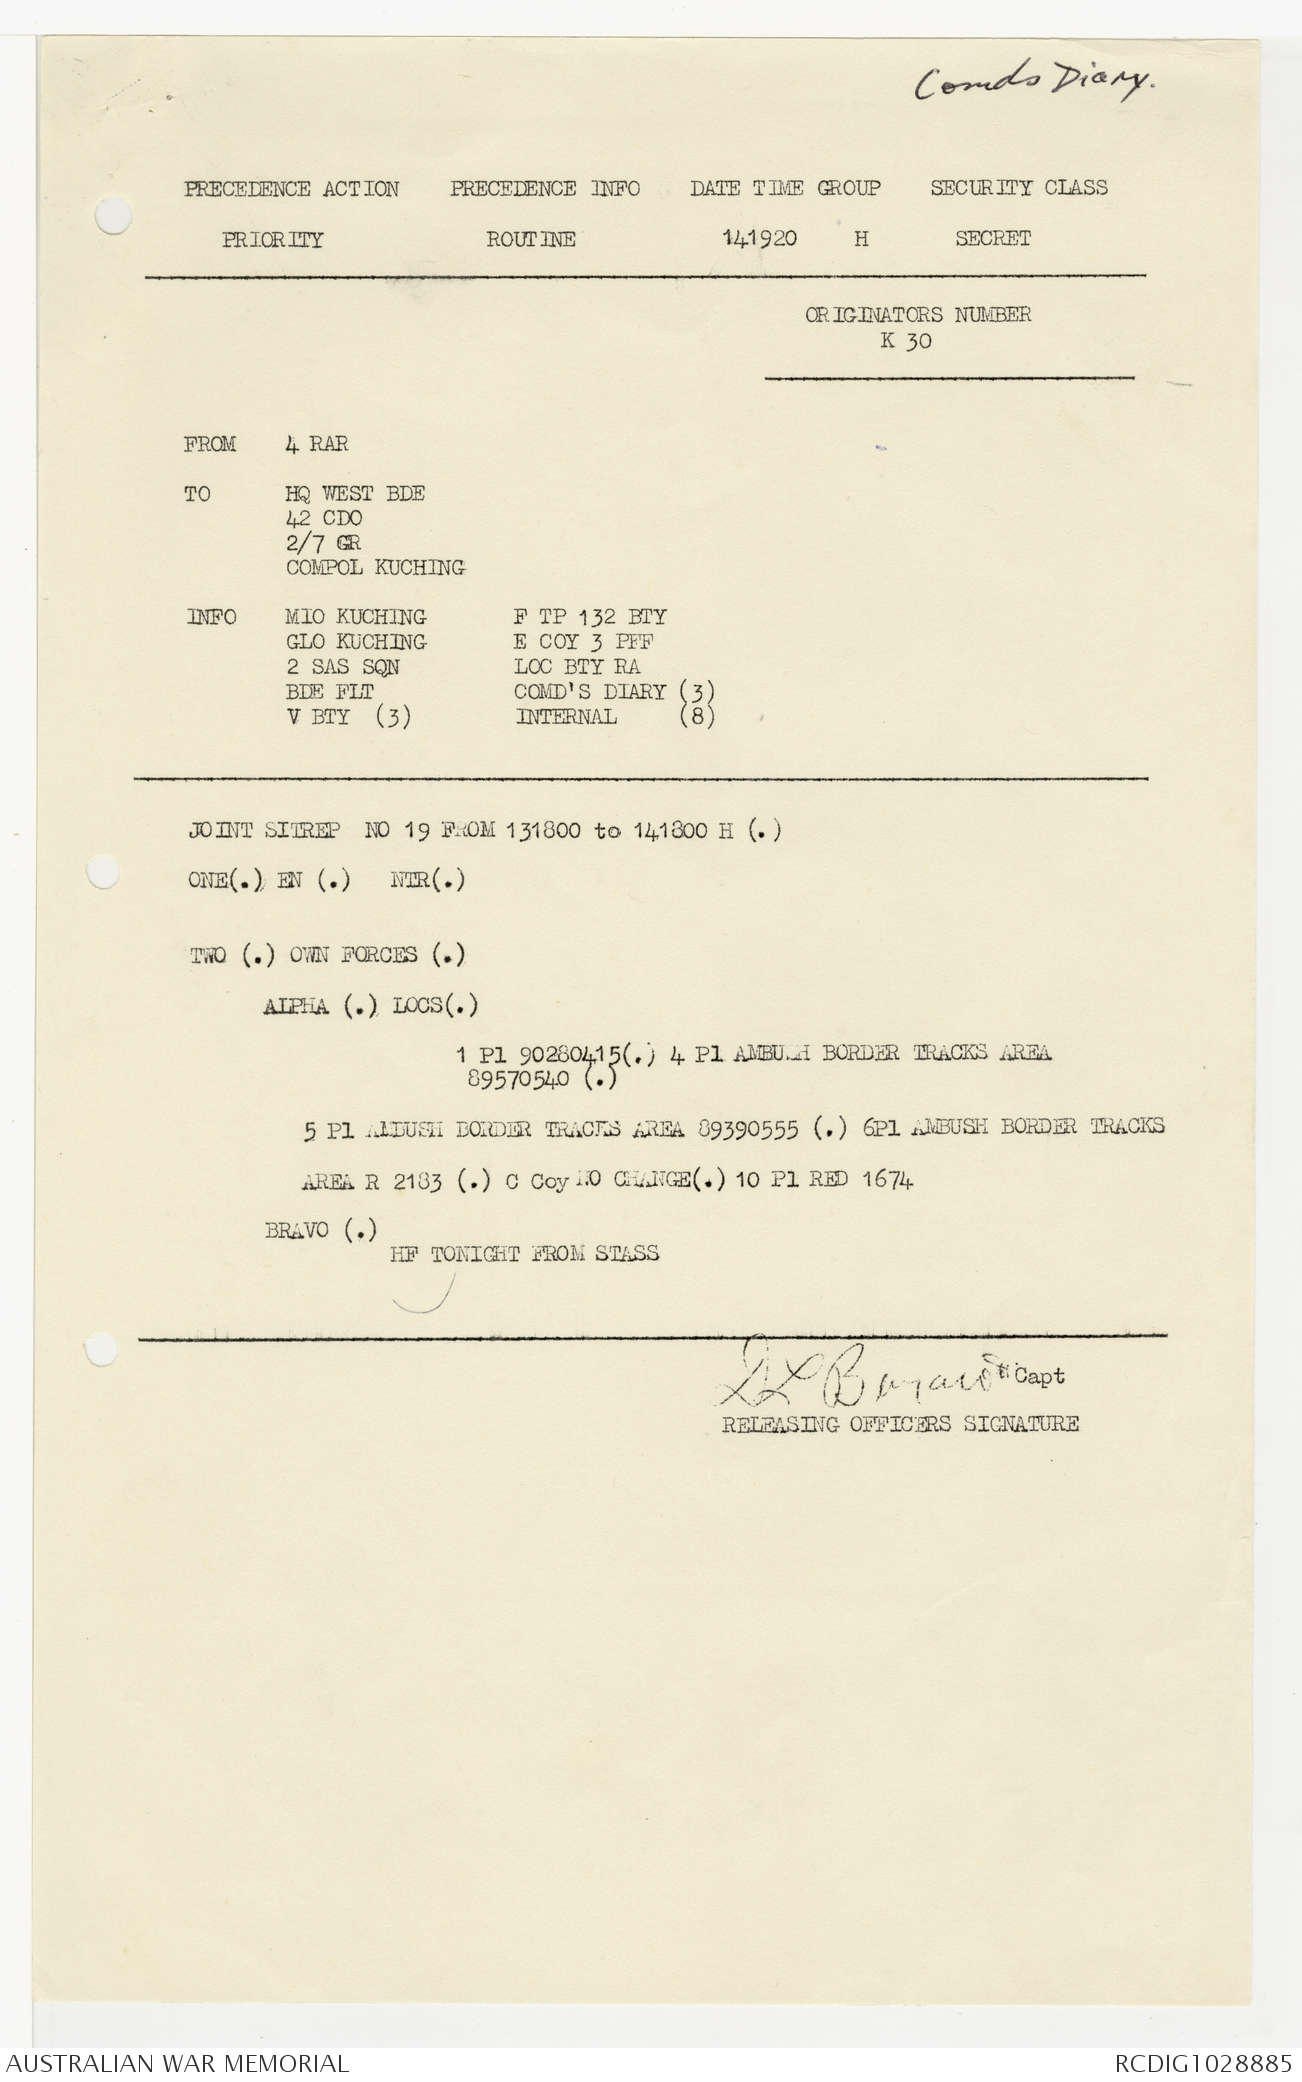 Comds Diary.
PRECEDENCE ACTION PRECEDENCE INFO DATE TIME GROUP SECURITY CLASS
PRIORITY ROUTINE 141920 H SECRET
ORIGINATORS NUMBER
K 30
FROM 4 RAR
TO HQ WEST BDE
42 CDO
2/7 GR
COMPOL KUCHING
INFO MIO KUCHING F TP 132 BTY
GLO KUCHING E COY 3 PFF
2 SAS SQN LOC BTY RA
BDE FLT COMD'S DIARY (3)
V BTY (3) INTERNAL (8)
JOINT SITREP NO 19 FROM 131800 to 141800 H (.)
ONE(.) EN (.) NTR(.)
TWO (.) OWN FORCES (.)
ALPHA (.) LOCS(.)
1 Pl 90280415(.) 4 Pl AMBUSH BORDER TRACKS AREA
89570540 (.)
5 Pl AMBUSH BORDER TRACKS AREA 89390555 (.) 6Pl AMBUSH BORDER TRACKS
AREA R 2183 (.) C Coy NO CHANGE(.) 10 Pl RED 1674
BRAVO (.)
HF TONIGHT FROM STASS
Capt
RELEASING OFFICERS SIGNATURE
AUSTRALIAN WAR MEMORIAL RCDIG1028885